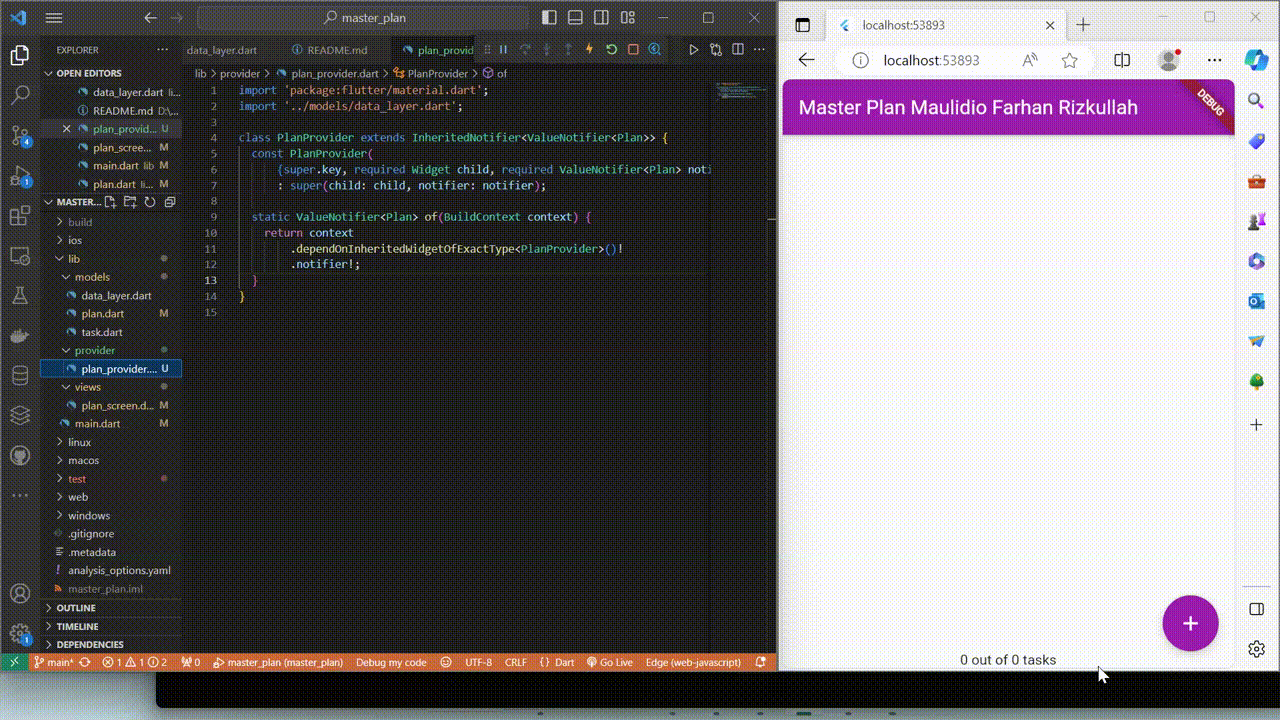 master_plan
EXPLORER
OPEN EDITORS
data_layer.dart li...
README.md D:\...
plan_provid... U
plan_scree... M
main.dart lib M
plan.dart li... M
MASTER...
build
ios
lib
models
data_layer.dart
plan.dart M
task.dart
provider
plan_provider.... U
views
plan_screen.d... M
main.dart M
linux
macos
test
web
windows
.gitignore
.metadata
analysis_options.yaml
master_plan.iml
OUTLINE
TIMELINE
DEPENDENCIES
4
1
1
data_layer.dart README.md plan_provid
lib > provider > plan_provider.dart > PlanProvider > of
1 import 'package:flutter/material.dart';
2 import '../models/data_layer.dart';
3
4 class PlanProvider extends InheritedNotifier<ValueNotifier<Plan>> {
5 const PlanProvider(
6 {super.key, required Widget child, required ValueNotifier<Plan> noti
7 : super(child: child, notifier: notifier);
8
9 static ValueNotifier<Plan> of(BuildContext context) {
10 return context
11 .dependOnInheritedWidgetOfExactType<PlanProvider>()!
12 .notifier!;
13 }
14 }
15
main* 1 1 2 0 master_plan (master_plan) Debug my code UTF-8 CRLF {} Dart Go Live Edge (web-javascript)
localhost:53893
localhost:53893
Master Plan Maulidio Farhan Rizkullah
DEBUG
+
0 out of 0 tasks